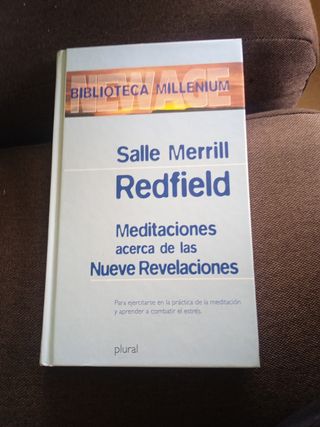 NEW AGE
BIBLIOTECA MILLENIUM
Salle Merrill
Redfield
Meditaciones
acerca de las
Nueve Revelaciones
Para ejercitarte en la práctica de la meditación
y aprender a combatir el estrés.
plural